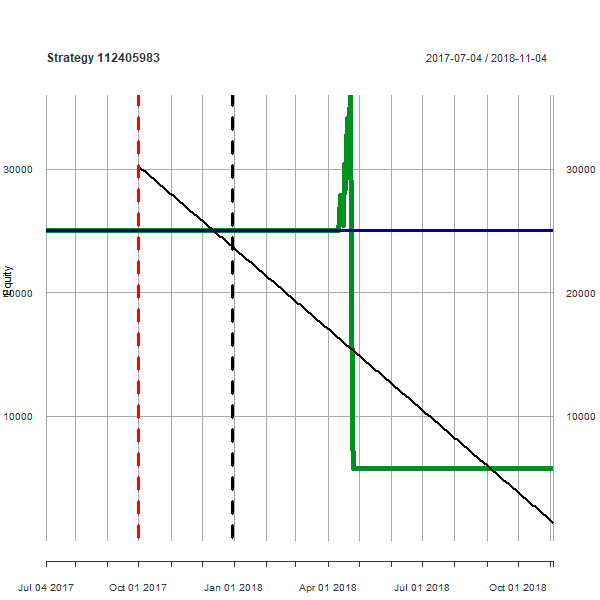 Strategy 112405983
2017-07-04 / 2018-11-04
30000
30000
Equity
20000
20000
10000
10000
Jul 04 2017
Oct 01 2017
Jan 01 2018
Apr 01 2018
Jul 01 2018
Oct 01 2018